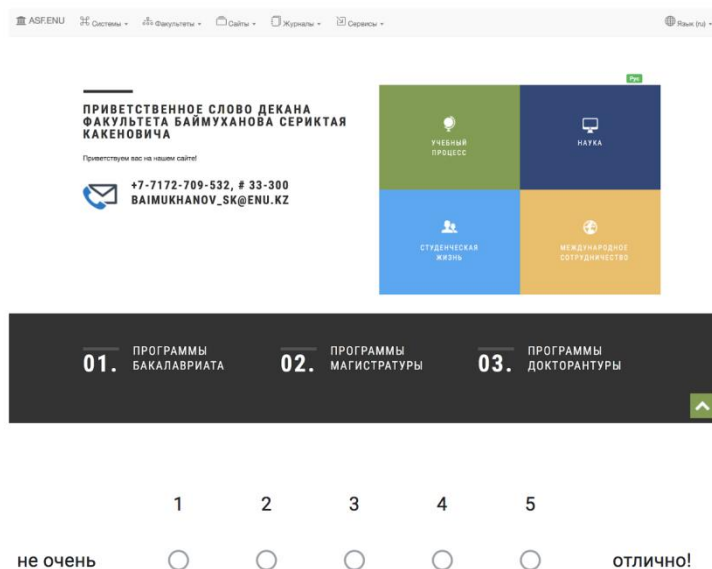 ASF.ENU Системы Факультеты Сайты Журналы Сервисы Язык (ru)
Рус
ПРИВЕТСТВЕННОЕ СЛОВО ДЕКАНА
ФАКУЛЬТЕТА БАЙМУХАНОВА СЕРИКТАЯ
КАКЕНОВИЧА
Приветствуем вас на нашем сайте!
+7-7172-709-532, # 33-300
BAIMUKHANOV_SK@ENU.KZ
УЧЕБНЫЙ
ПРОЦЕСС
НАУКА
СТУДЕНЧЕСКАЯ
ЖИЗНЬ
МЕЖДУНАРОДНОЕ
СОТРУДНИЧЕСТВО
01. ПРОГРАММЫ
БАКАЛАВРИАТА
02. ПРОГРАММЫ
МАГИСТРАТУРЫ
03. ПРОГРАММЫ
ДОКТОРАНТУРЫ
1 2 3 4 5
не очень отлично!